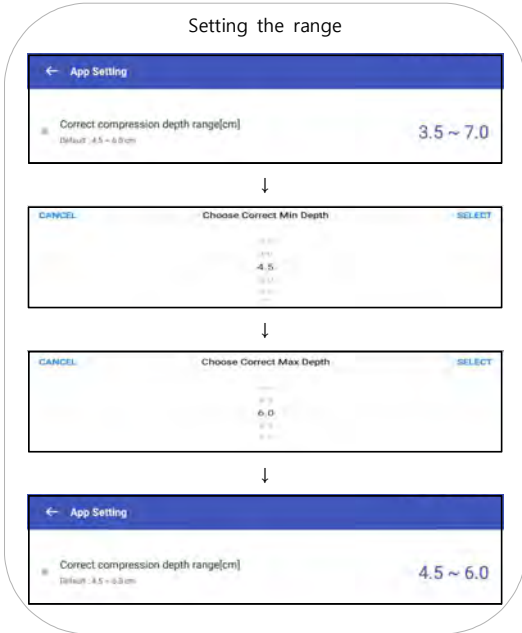 Setting the range
← App Setting
Correct compression depth range[cm]
Default : 4.5 ~ 6.0 cm
3.5 ~ 7.0
↓
CANCEL Choose Correct Min Depth SELECT
4.5
↓
CANCEL Choose Correct Max Depth SELECT
6.0
↓
← App Setting
Correct compression depth range[cm]
Default : 4.5 ~ 6.0 cm
4.5 ~ 6.0